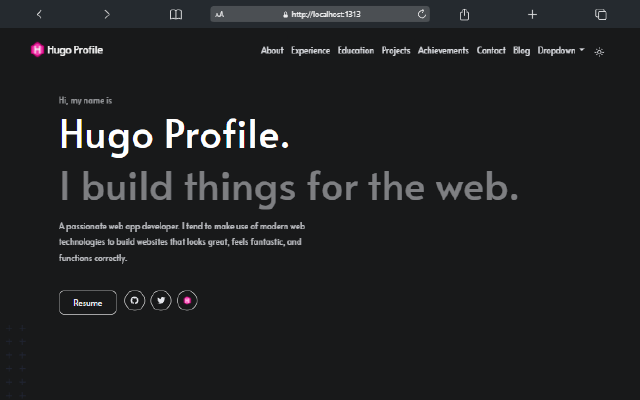 AA http://localhost:1313
Hugo Profile
About Experience Education Projects Achievements Contact Blog Dropdown
Hi, my name is
Hugo Profile.
I build things for the web.
A passionate web app developer. I tend to make use of modern web
technologies to build websites that looks great, feels fantastic, and
functions correctly.
Resume